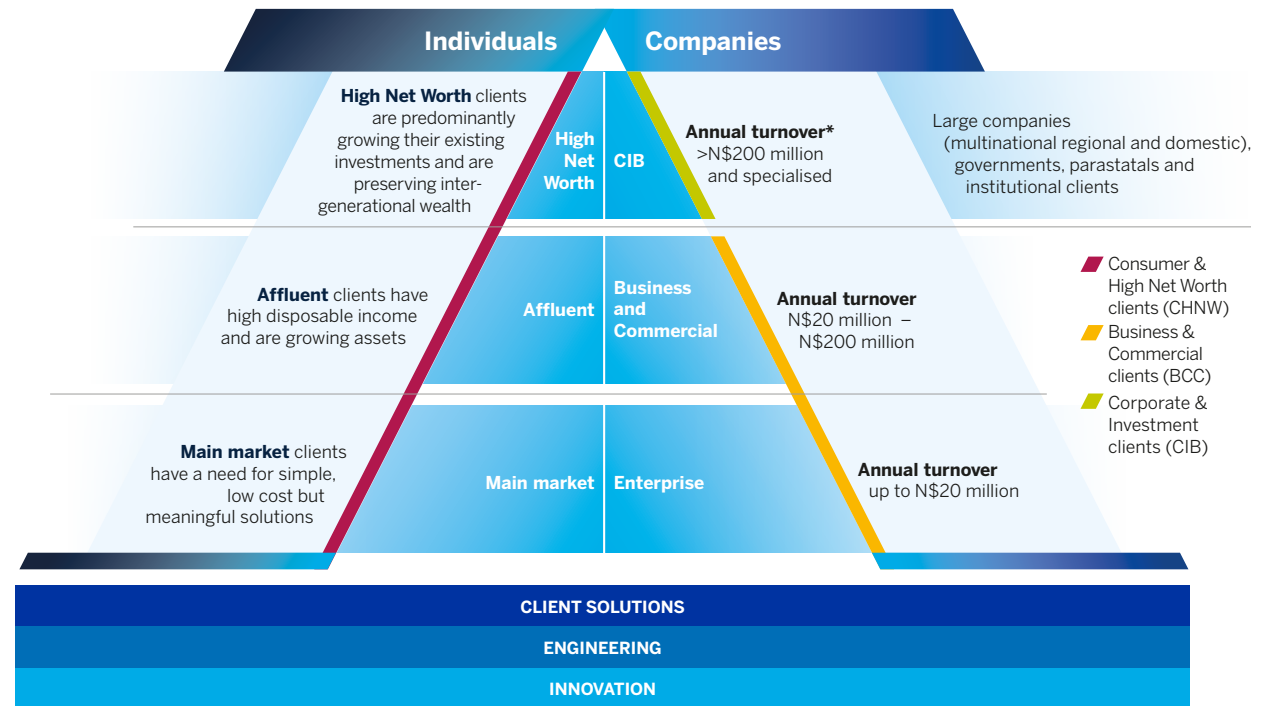 Individuals
Companies
High Net Worth clients
are predominantly
growing their existing
investments and are
preserving inter-
generational wealth
High
Net
Worth
CIB
Annual turnover*
>N$200 million
and specialised
Large companies
(multinational regional and domestic),
governments, parastatals and
institutional clients
Affluent clients have
high disposable income
and are growing assets
Affluent
Business
and
Commercial
Annual turnover
N$20 million –
N$200 million
Consumer &
High Net Worth
clients (CHNW)
Business &
Commercial
clients (BCC)
Corporate &
Investment
clients (CIB)
Main market clients
have a need for simple,
low cost but
meaningful solutions
Main market
Enterprise
Annual turnover
up to N$20 million
CLIENT SOLUTIONS
ENGINEERING
INNOVATION